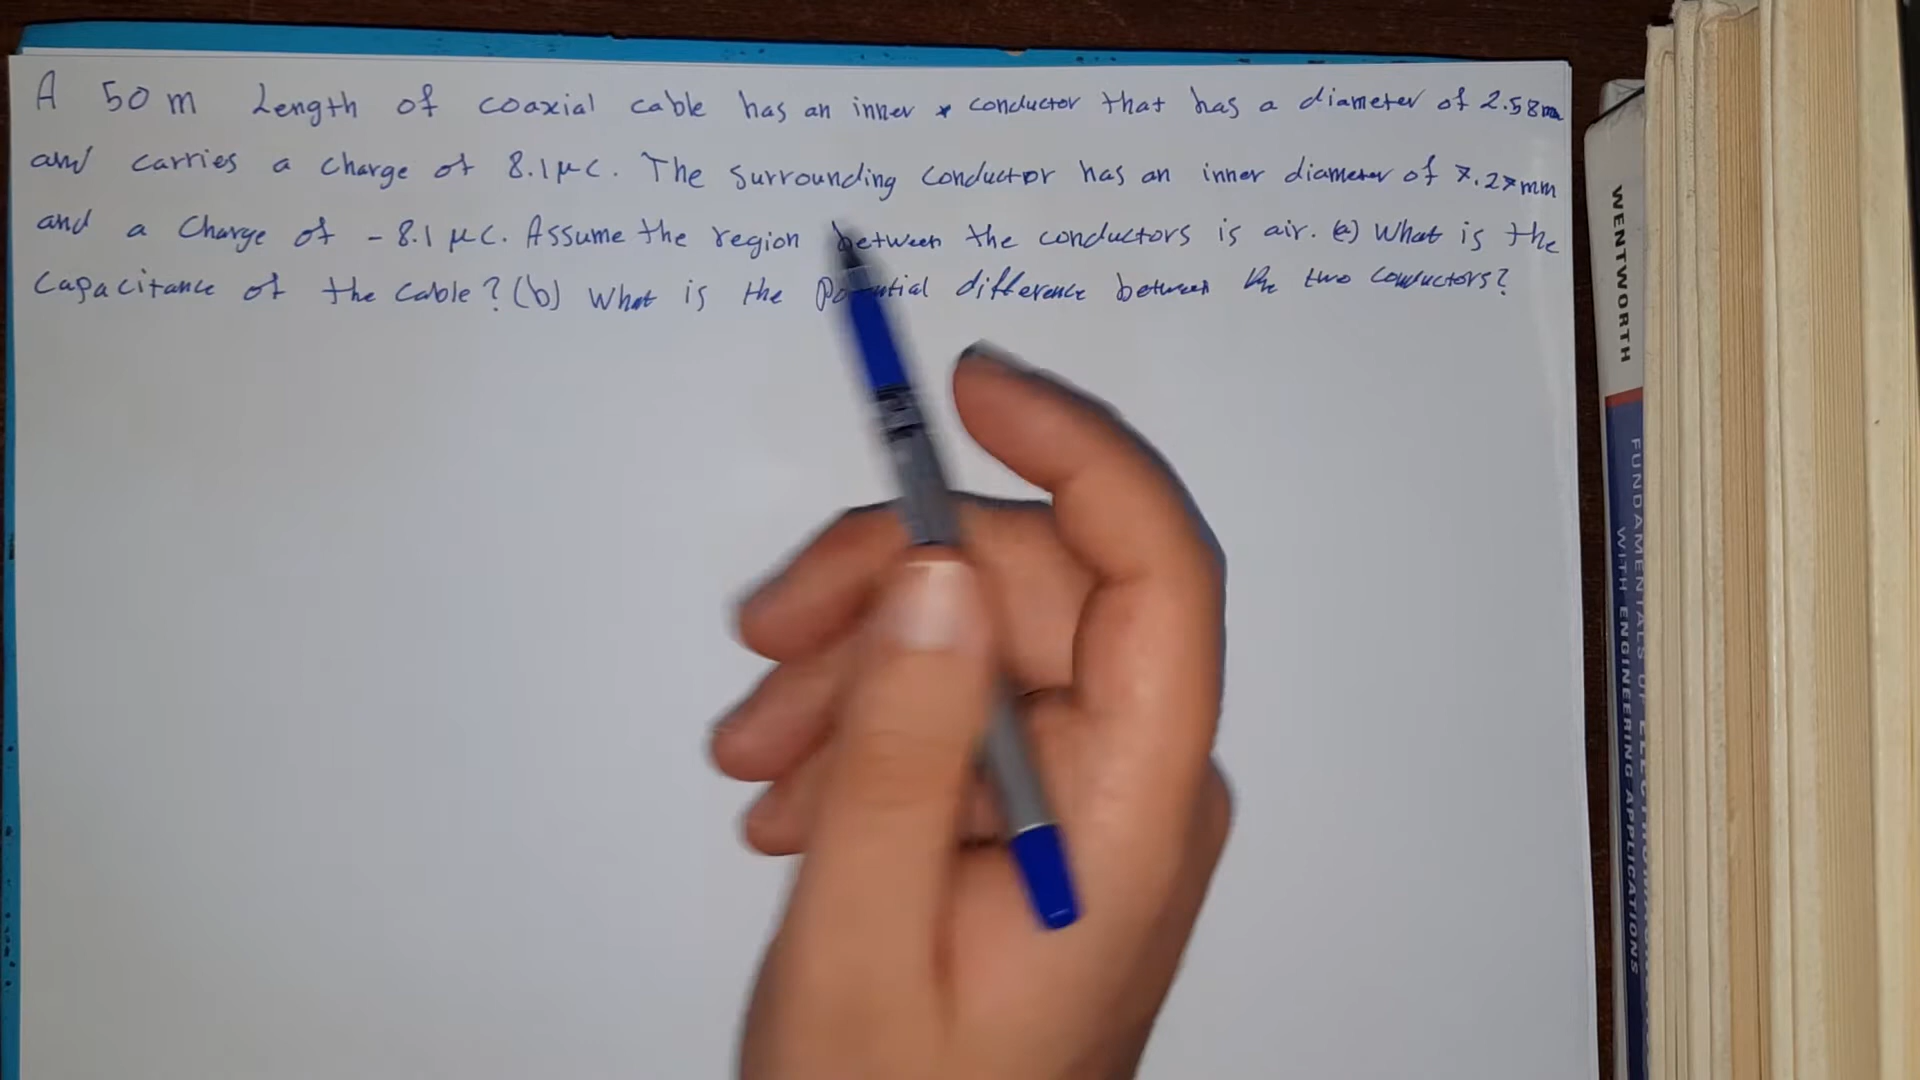 A 50 m Length of coaxial cable has an inner conductor that has a diameter of 2.58mm
and carries a charge of 8.1μC. The surrounding conductor has an inner diameter of 7.27mm
and a Charge of -8.1 μC. Assume the region between the conductors is air. (a) What is the
Capacitance of the cable? (b) What is the Potential difference between the two conductors?
WENTWORTH
FUNDAMENTALS OF
WITH ENGINEERING APPLICATIONS